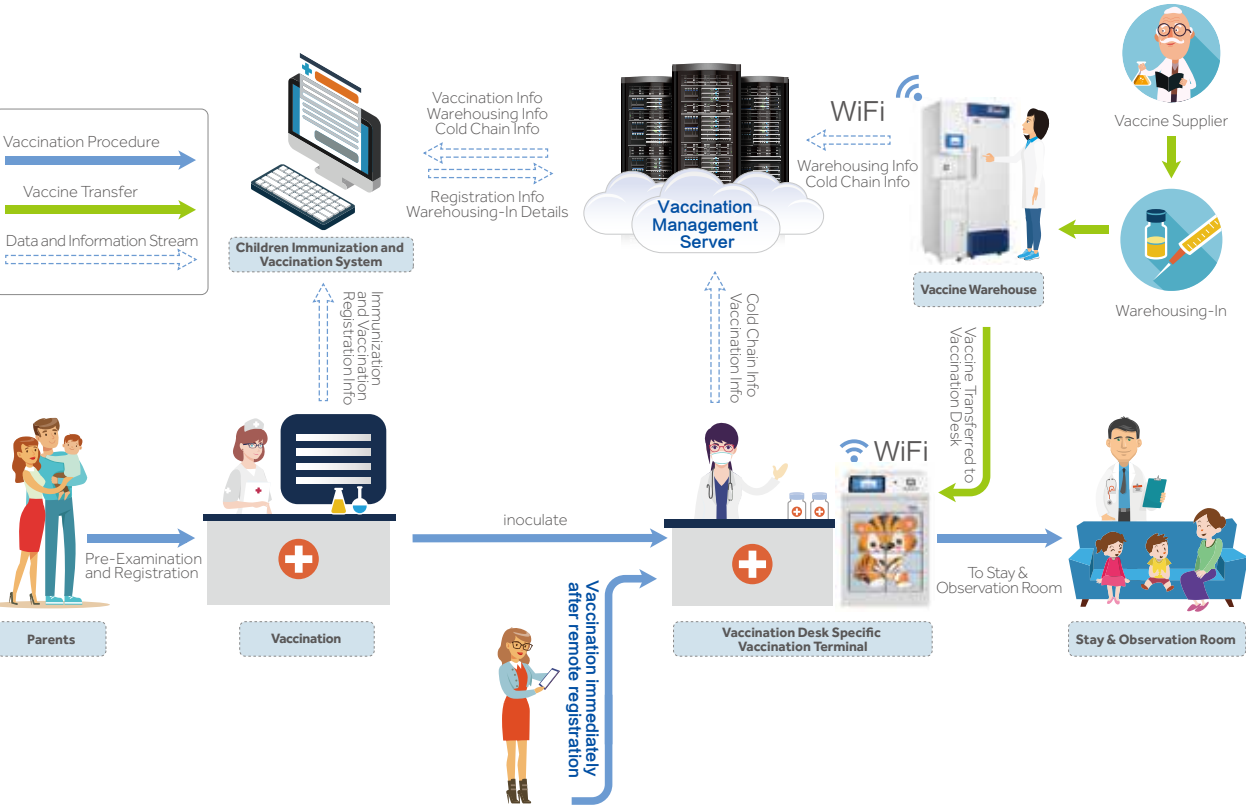 Vaccination Procedure
Vaccine Transfer
Data and Information Stream
Children Immunization and
Vaccination System
Vaccination Info
Warehousing Info
Cold Chain Info
Registration Info
Warehousing-In Details
Vaccination
Management
Server
WiFi
Warehousing Info
Cold Chain Info
Vaccine Warehouse
Vaccine Supplier
Warehousing-In
Immunization
and Vaccination
Registration Info
Cold Chain Info
Vaccination Info
Vaccine Transferred to
Vaccination Desk
WiFi
Pre-Examination
and Registration
inoculate
To Stay &
Observation Room
Parents
Vaccination
Vaccination immediately
after remote registration
Vaccination Desk Specific
Vaccination Terminal
Stay & Observation Room